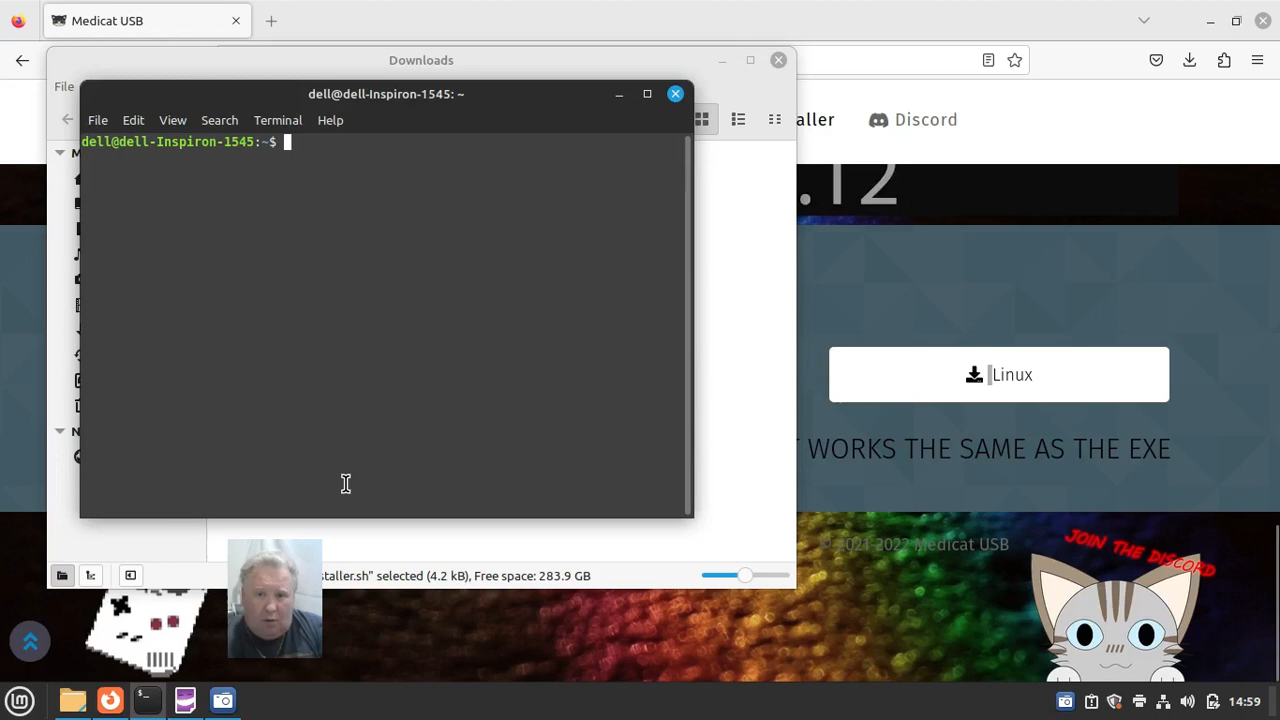 Medicat USB
Downloads
File
dell@dell-Inspiron-1545: ~
File Edit View Search Terminal Help
dell@dell-Inspiron-1545:~$
aller
Discord
.12
Linux
WORKS THE SAME AS THE EXE
© 2021-2022 Medicat USB
JOIN THE DISCORD
staller.sh" selected (4.2 kB), Free space: 283.9 GB
14:59